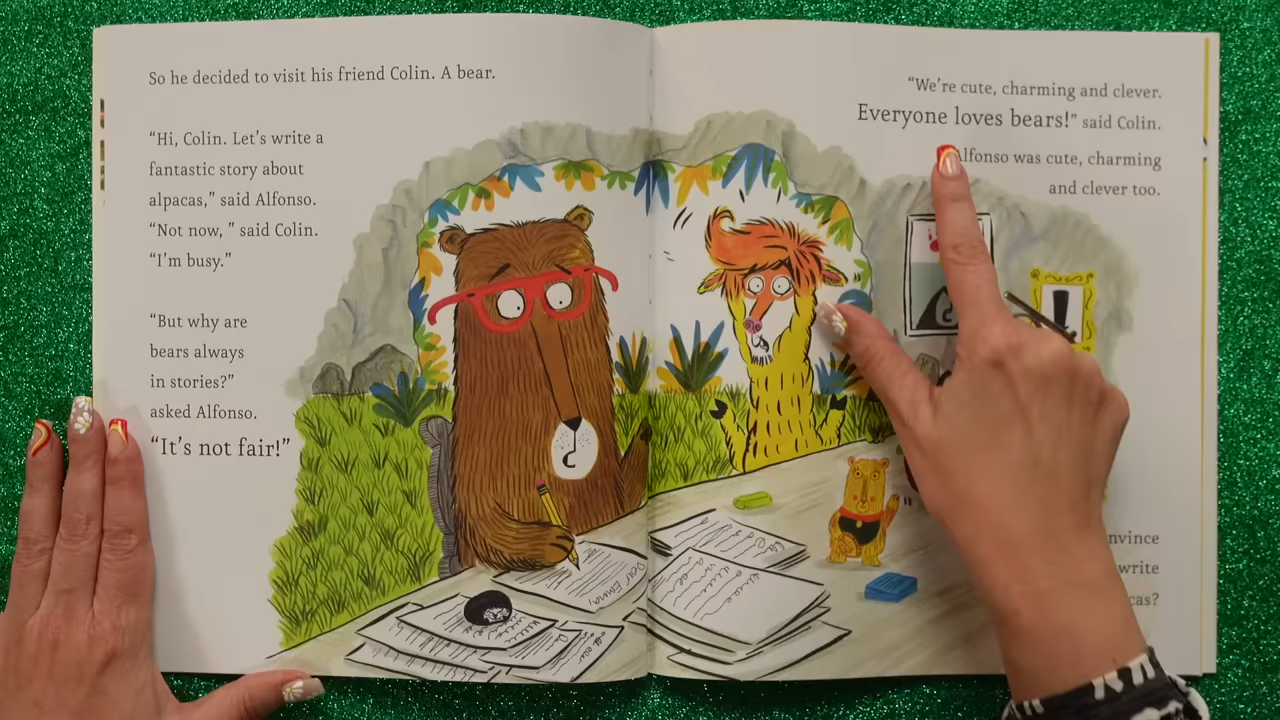 So he decided to visit his friend Colin. A bear.
“Hi, Colin. Let’s write a
fantastic story about
alpacas,” said Alfonso.
“Not now, ” said Colin.
“I’m busy.”
“But why are
bears always
in stories?”
asked Alfonso.
“It’s not fair!”
“We’re cute, charming and clever.
Everyone loves bears!” said Colin.
lfonso was cute, charming
and clever too.
nvince
write
cas?
Dear Emma,